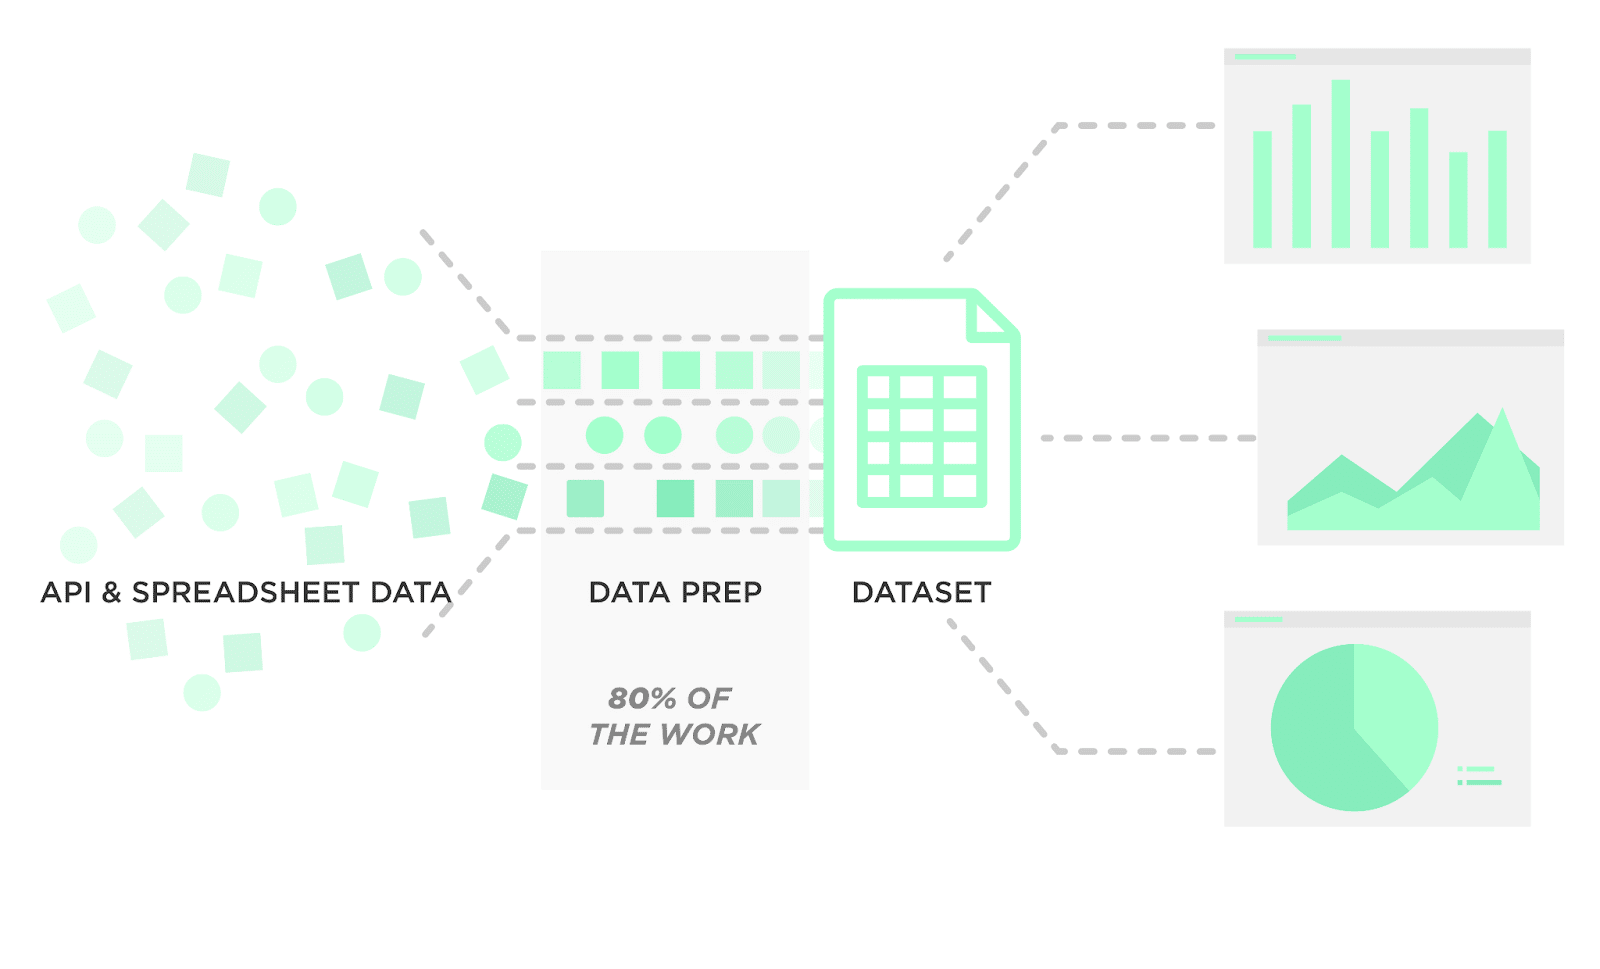 API & SPREADSHEET DATA
DATA PREP
DATASET
80% OF
THE WORK